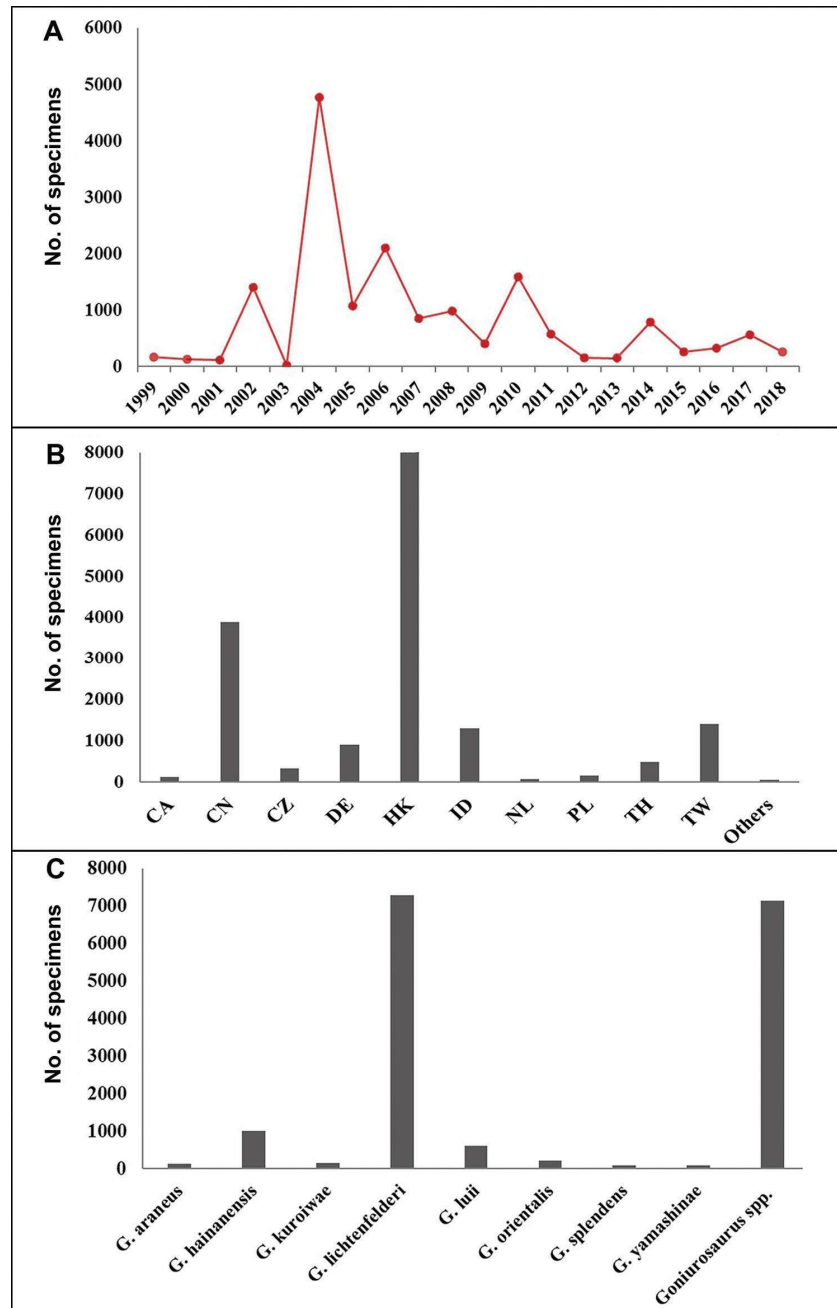 A
No. of specimens
6000
5000
4000
3000
2000
1000
0
1999 2000 2001 2002 2003 2004 2005 2006 2007 2008 2009 2010 2011 2012 2013 2014 2015 2016 2017 2018
B
No. of specimens
8000
7000
6000
5000
4000
3000
2000
1000
0
CA CN CZ DE HK ID NL PL TH TW Others
C
No. of specimens
8000
7000
6000
5000
4000
3000
2000
1000
0
G. araneus
G. hainanensis
G. kuroiwae
G. lichtenfelderi
G. luii
G. orientalis
G. splendens
G. yamashinae
Goniurosaurus spp.